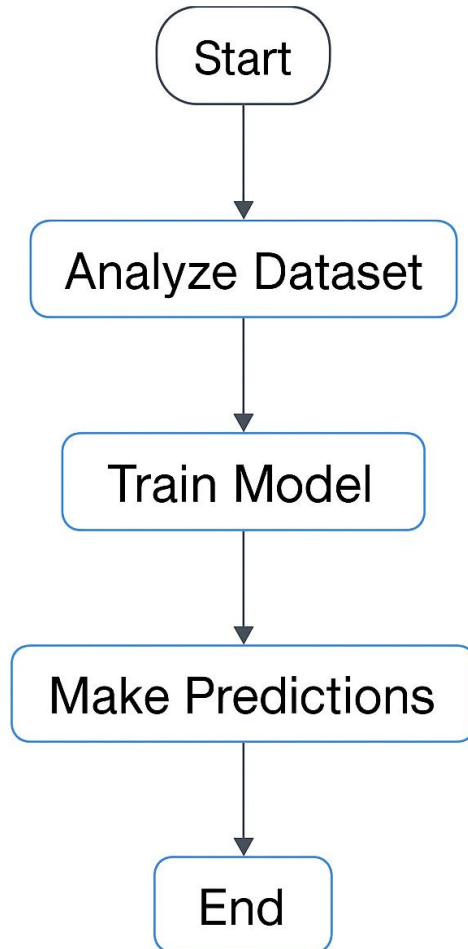 Start
Analyze Dataset
Train Model
Make Predictions
End